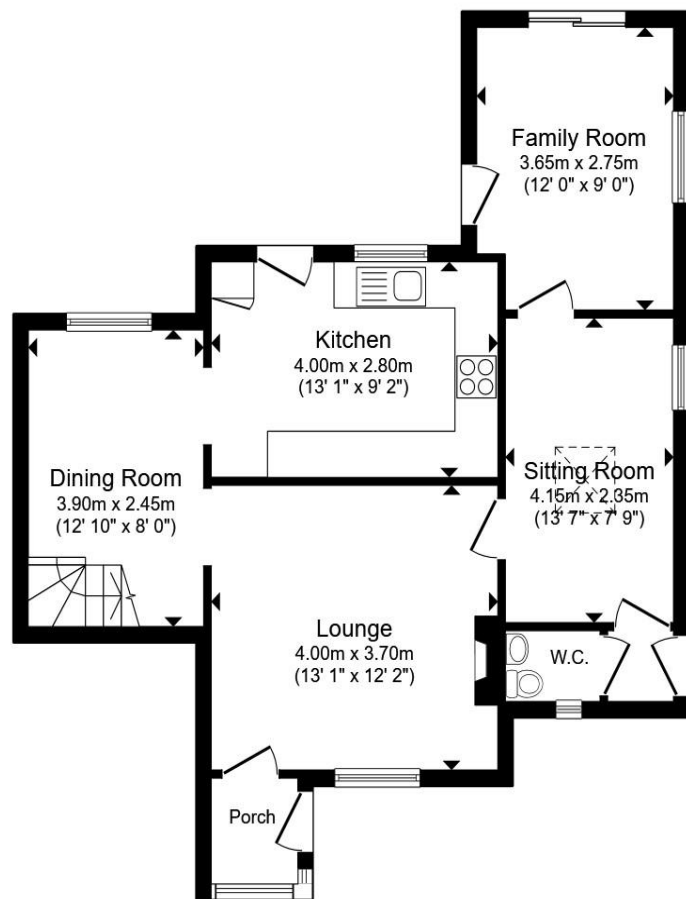 Family Room
3.65m x 2.75m
(12' 0" x 9' 0")
Kitchen
4.00m x 2.80m
(13' 1" x 9' 2")
Dining Room
3.90m x 2.45m
(12' 10" x 8' 0")
Sitting Room
4.15m x 2.35m
(13' 7" x 7' 9")
Lounge
4.00m x 3.70m
(13' 1" x 12' 2")
W.C.
Porch